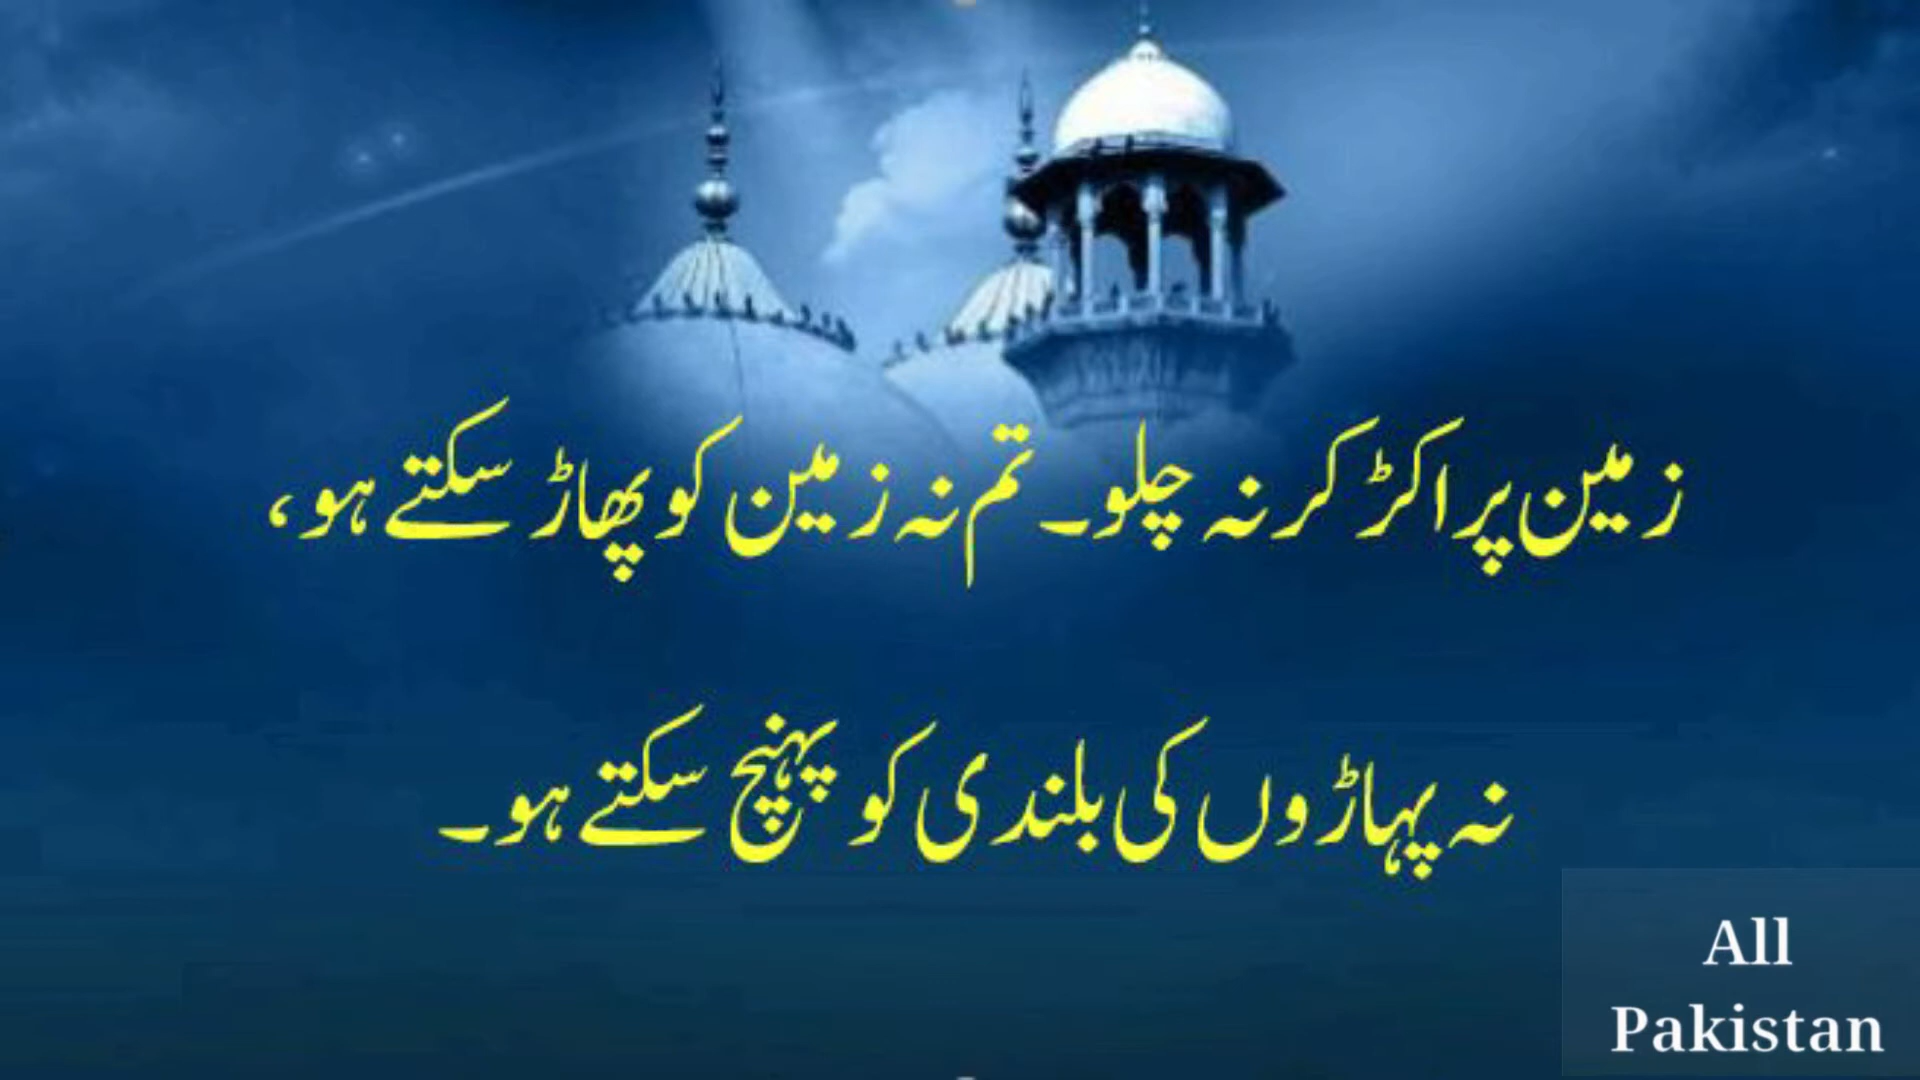 زمین پر اکڑ کر نہ چلو۔ تم نہ زمین کو پھاڑ سکتے ہو،
نہ پہاڑوں کی بلندی کو پہنچ سکتے ہو۔
All
Pakistan